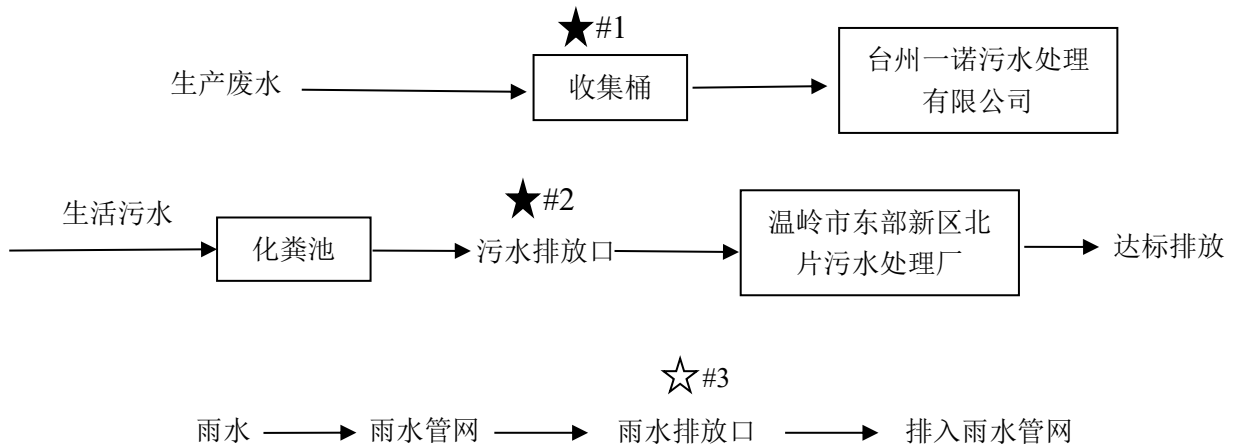 ★#1
生产废水
收集桶
台州一诺污水处理
有限公司
生活污水
化粪池
★#2
污水排放口
温岭市东部新区北
片污水处理厂
达标排放
☆#3
雨水
雨水管网
雨水排放口
排入雨水管网